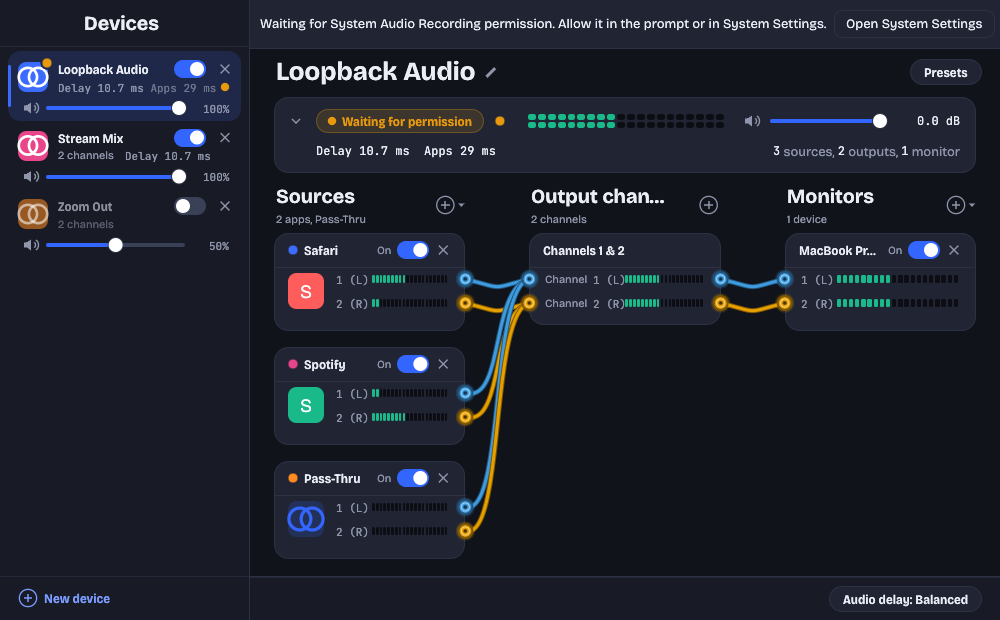 Devices
Waiting for System Audio Recording permission. Allow it in the prompt or in System Settings.
Open System Settings
Loopback Audio
Delay 10.7 ms Apps 29 ms
100%
Stream Mix
2 channels Delay 10.7 ms
100%
Zoom Out
2 channels
50%
New device
Loopback Audio
Presets
Waiting for permission
0.0 dB
Delay 10.7 ms Apps 29 ms
3 sources, 2 outputs, 1 monitor
Sources
2 apps, Pass-Thru
Safari On
S
1 (L)
2 (R)
Spotify On
S
1 (L)
2 (R)
Pass-Thru On
1 (L)
2 (R)
Output chan...
2 channels
Channels 1 & 2
Channel 1 (L)
Channel 2 (R)
Monitors
1 device
MacBook Pr... On
1 (L)
2 (R)
Audio delay: Balanced